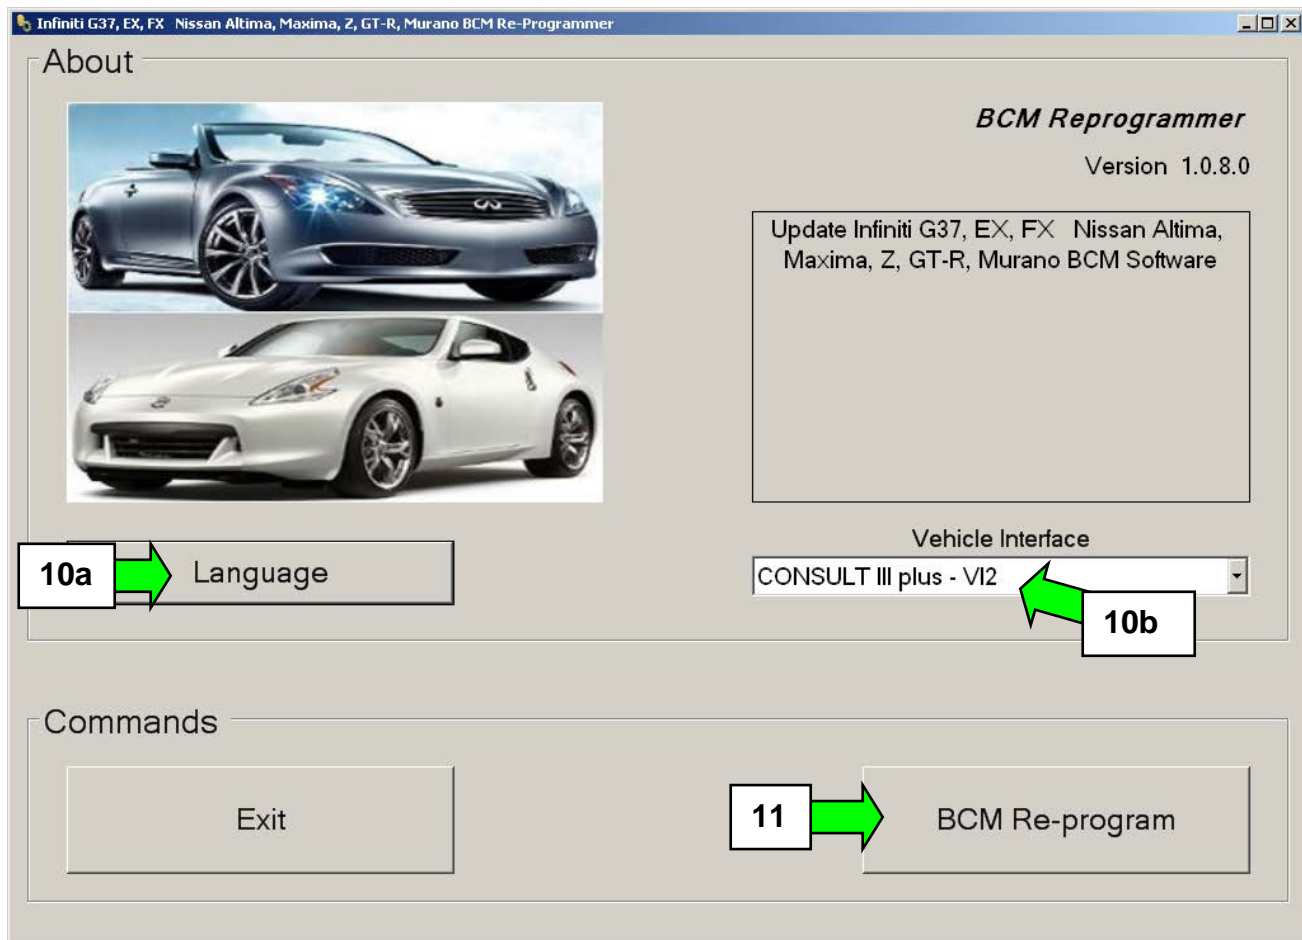 Infiniti G37, EX, FX Nissan Altima, Maxima, Z, GT-R, Murano BCM Re-Programmer
About
BCM Reprogrammer
Version 1.0.8.0
Update Infiniti G37, EX, FX Nissan Altima,
Maxima, Z, GT-R, Murano BCM Software
Vehicle Interface
10a
Language
CONSULT III plus - VI2
10b
Commands
Exit
11
BCM Re-program